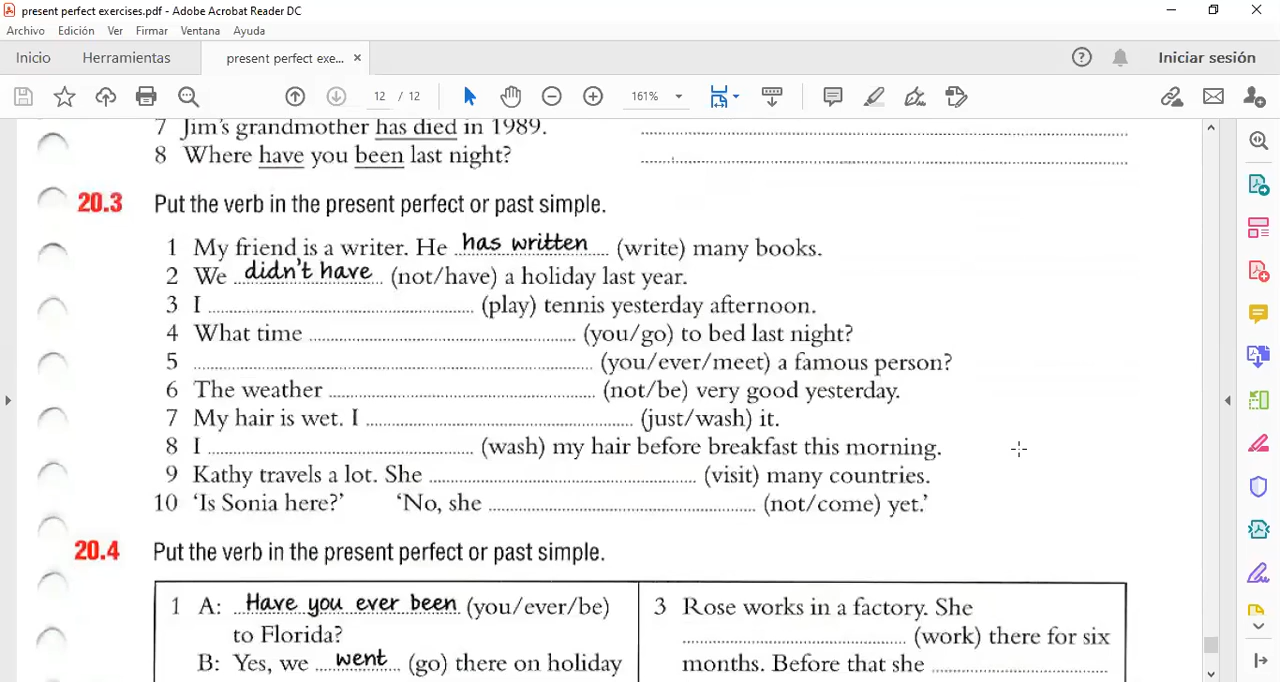 present perfect exercises.pdf - Adobe Acrobat Reader DC
Archivo Edición Ver Firmar Ventana Ayuda
Inicio Herramientas present perfect exe... × Iniciar sesión
12 / 12 161%
7 Jim's grandmother has died in 1989. ........................
8 Where have you been last night? ........................
20.3 Put the verb in the present perfect or past simple.
1 My friend is a writer. He has written (write) many books.
2 We didn't have (not/have) a holiday last year.
3 I ........................ (play) tennis yesterday afternoon.
4 What time ........................ (you/go) to bed last night?
5 ........................ (you/ever/meet) a famous person?
6 The weather ........................ (not/be) very good yesterday.
7 My hair is wet. I ........................ (just/wash) it.
8 I ........................ (wash) my hair before breakfast this morning.
9 Kathy travels a lot. She ........................ (visit) many countries.
10 'Is Sonia here?' 'No, she ........................ (not/come) yet.'
20.4 Put the verb in the present perfect or past simple.
1 A: Have you ever been (you/ever/be)
to Florida?
B: Yes, we went (go) there on holiday
3 Rose works in a factory. She
........................ (work) there for six
months. Before that she ........................